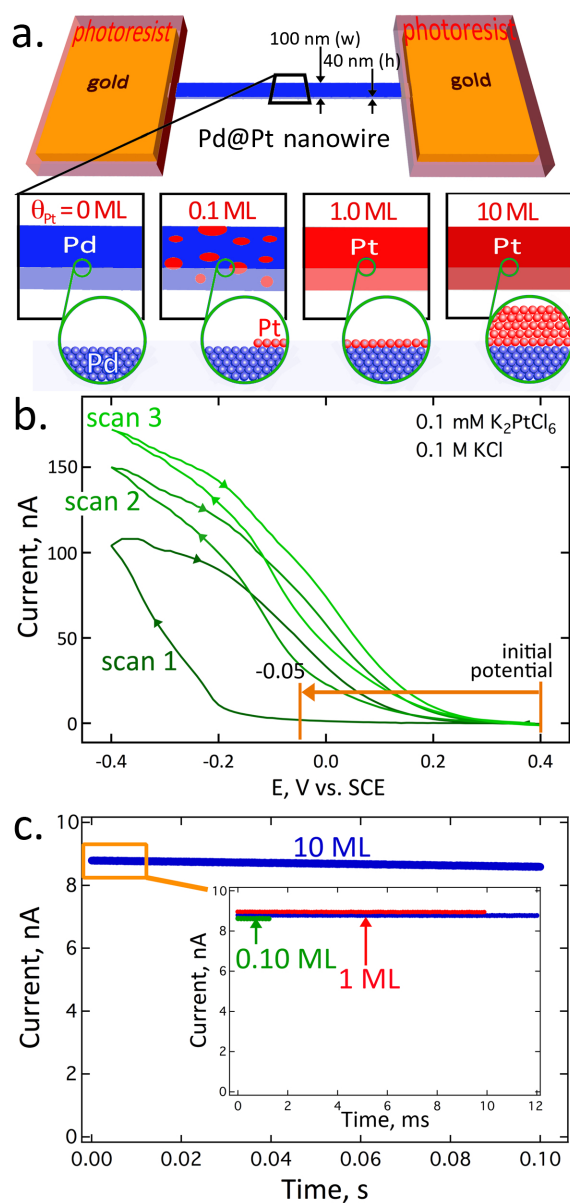 a.
photoresist
photoresist
gold
gold
100 nm (w)
40 nm (h)
Pd@Pt nanowire
θPt = 0 ML
0.1 ML
1.0 ML
10 ML
Pd
Pt
Pt
Pd
Pt
b.
scan 3
scan 2
scan 1
0.1 mM K2PtCl6
0.1 M KCl
initial
potential
-0.05
150
100
50
0
Current, nA
-0.4
-0.2
0.0
0.2
0.4
E, V vs. SCE
c.
10
8
6
4
2
0
Current, nA
10 ML
10
8
6
4
2
0
Current, nA
0.10 ML
1 ML
0
2
4
6
8
10
12
Time, ms
0.00
0.02
0.04
0.06
0.08
0.10
Time, s